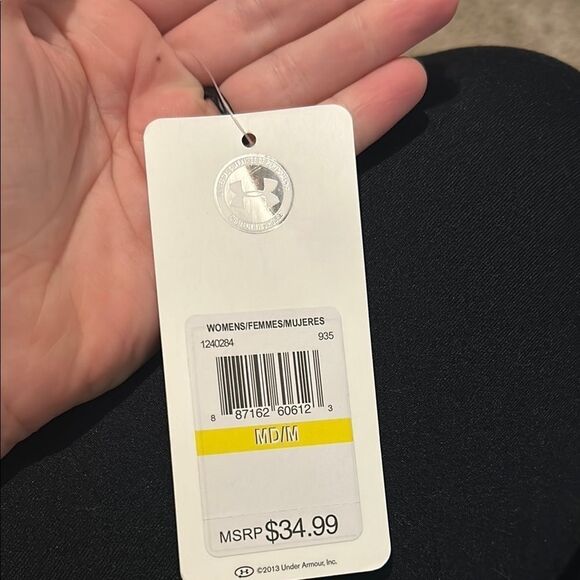 WOMENS/FEMMES/MUJERES
1240284 935
8 87162 60612 3
MD/M
MSRP $34.99
©2013 Under Armour, Inc.